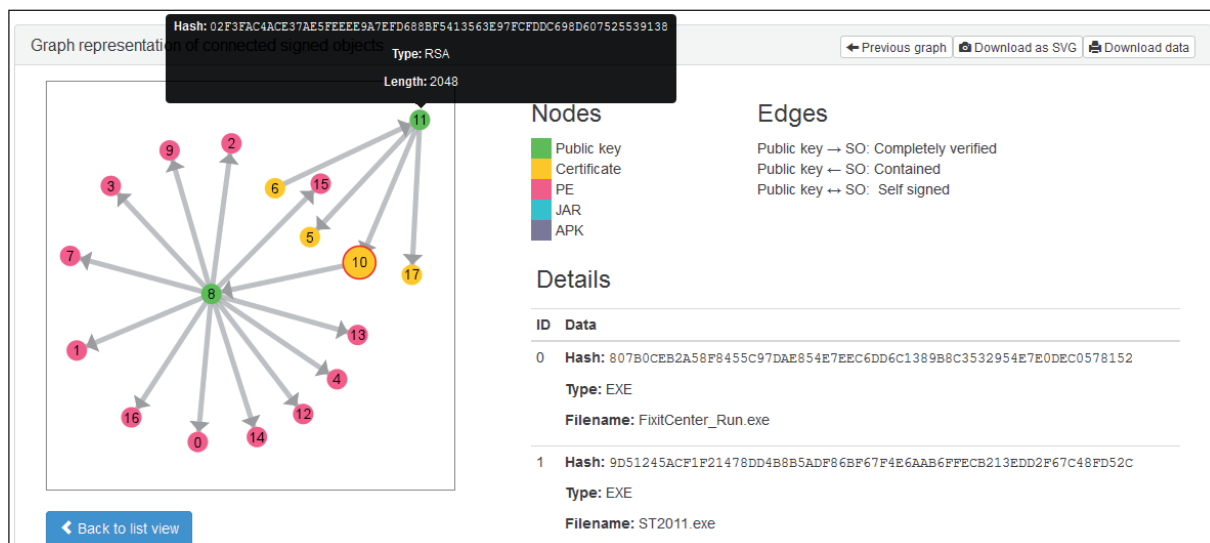 Hash: 02F3FAC4ACE37AE5FEEEE9A7EFD688BF5413563E97FCFDDC698D607525539138
Type: RSA
Length: 2048
Graph representation of connected signed objects
Previous graph
Download as SVG
Download data
11
2
9
3
6
15
7
5
10
17
8
1
13
4
16
12
0
14
Nodes
Public key
Certificate
PE
JAR
APK
Edges
Public key → SO: Completely verified
Public key ← SO: Contained
Public key ↔ SO: Self signed
Details
ID Data
0 Hash: 807B0CEB2A58F8455C97DAE854E7EEC6DD6C1389B8C3532954E7E0DEC0578152
Type: EXE
Filename: FixitCenter_Run.exe
1 Hash: 9D51245ACF1F21478DD4B8B5ADF86BF67F4E6AAB6FFECB213EDD2F67C48FD52C
Type: EXE
Filename: ST2011.exe
Back to list view